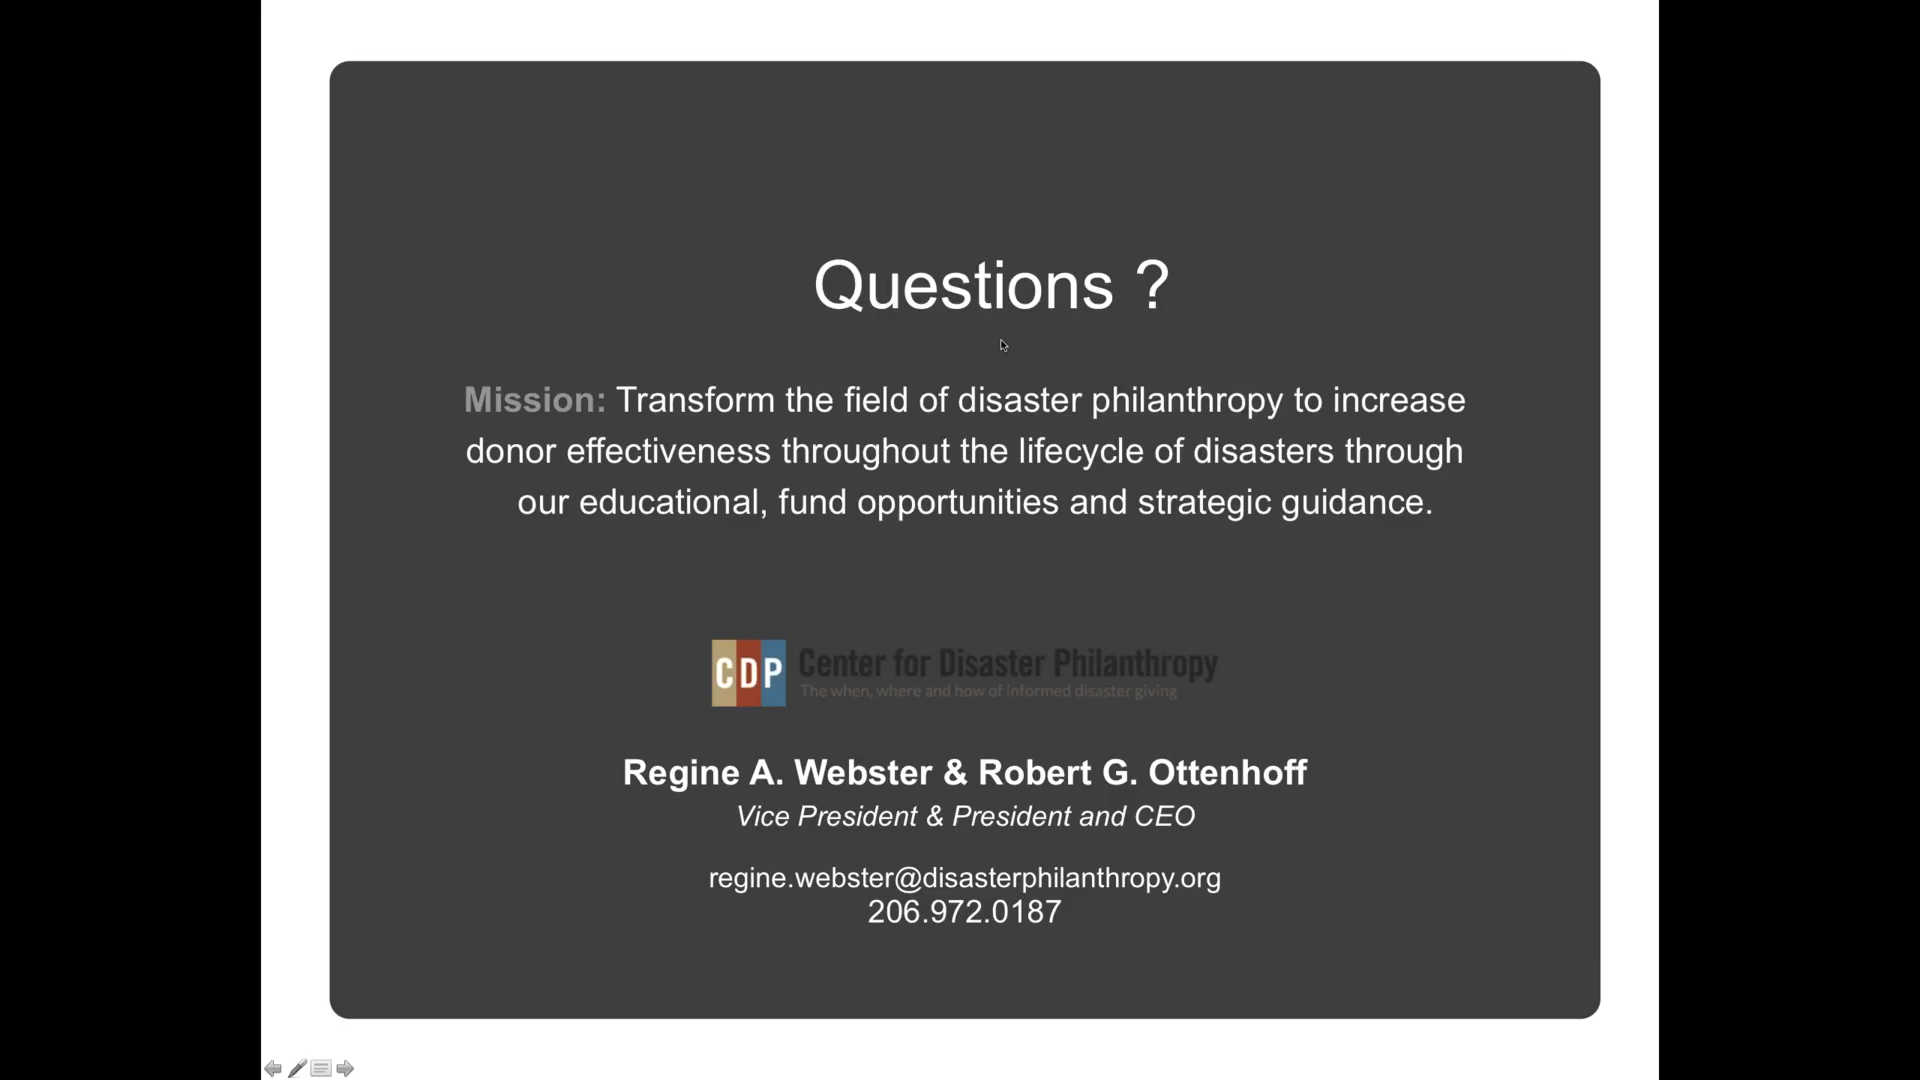 Questions ?
Mission: Transform the field of disaster philanthropy to increase
donor effectiveness throughout the lifecycle of disasters through
our educational, fund opportunities and strategic guidance.
CDP Center for Disaster Philanthropy
The when, where and how of informed disaster giving
Regine A. Webster & Robert G. Ottenhoff
Vice President & President and CEO
regine.webster@disasterphilanthropy.org
206.972.0187